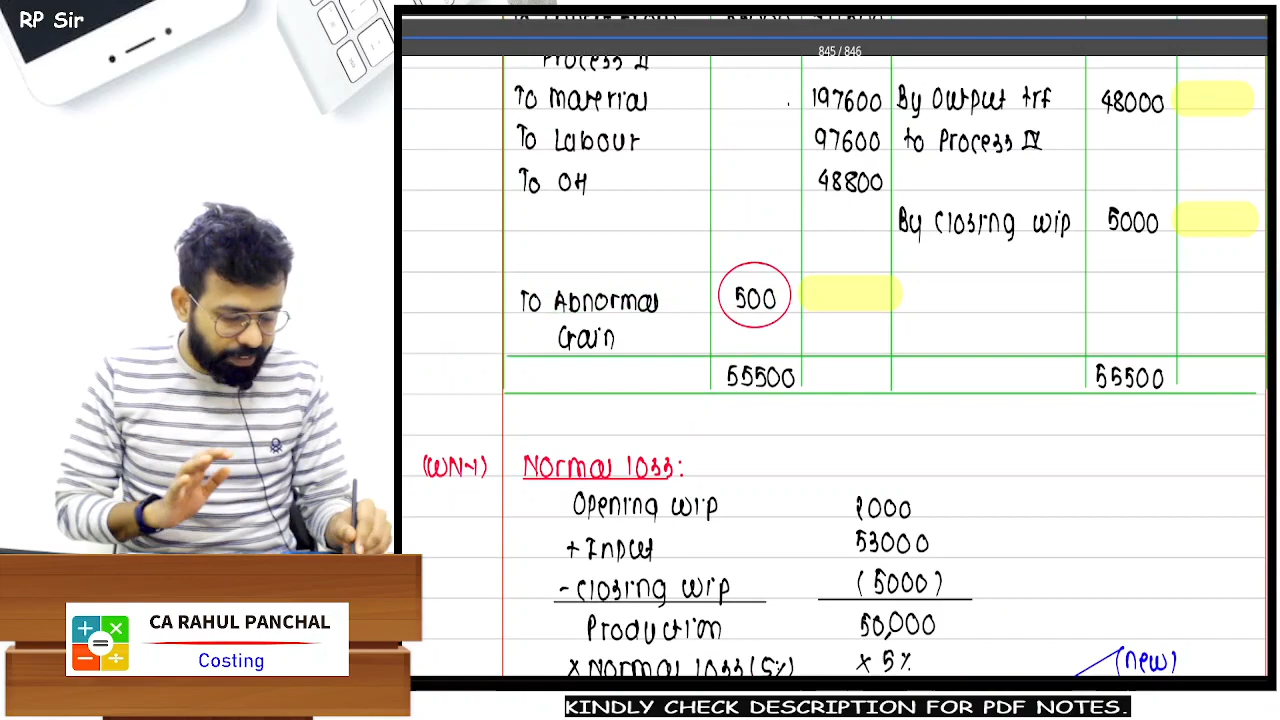 RP Sir
845 / 846
Process II
To Material 197600 By Output trf 48000
To Labour 97600 to Process IV
To OH 48800
By Closing wip 5000
To Abnormal 500
Gain
55500 55500
(WN-1) Normal loss:
Opening wip 2000
+ Input 53000
- Closing wip (5000)
Production 50,000
x Normal loss (5%) x 5%
(new)
CA RAHUL PANCHAL
Costing
KINDLY CHECK DESCRIPTION FOR PDF NOTES.